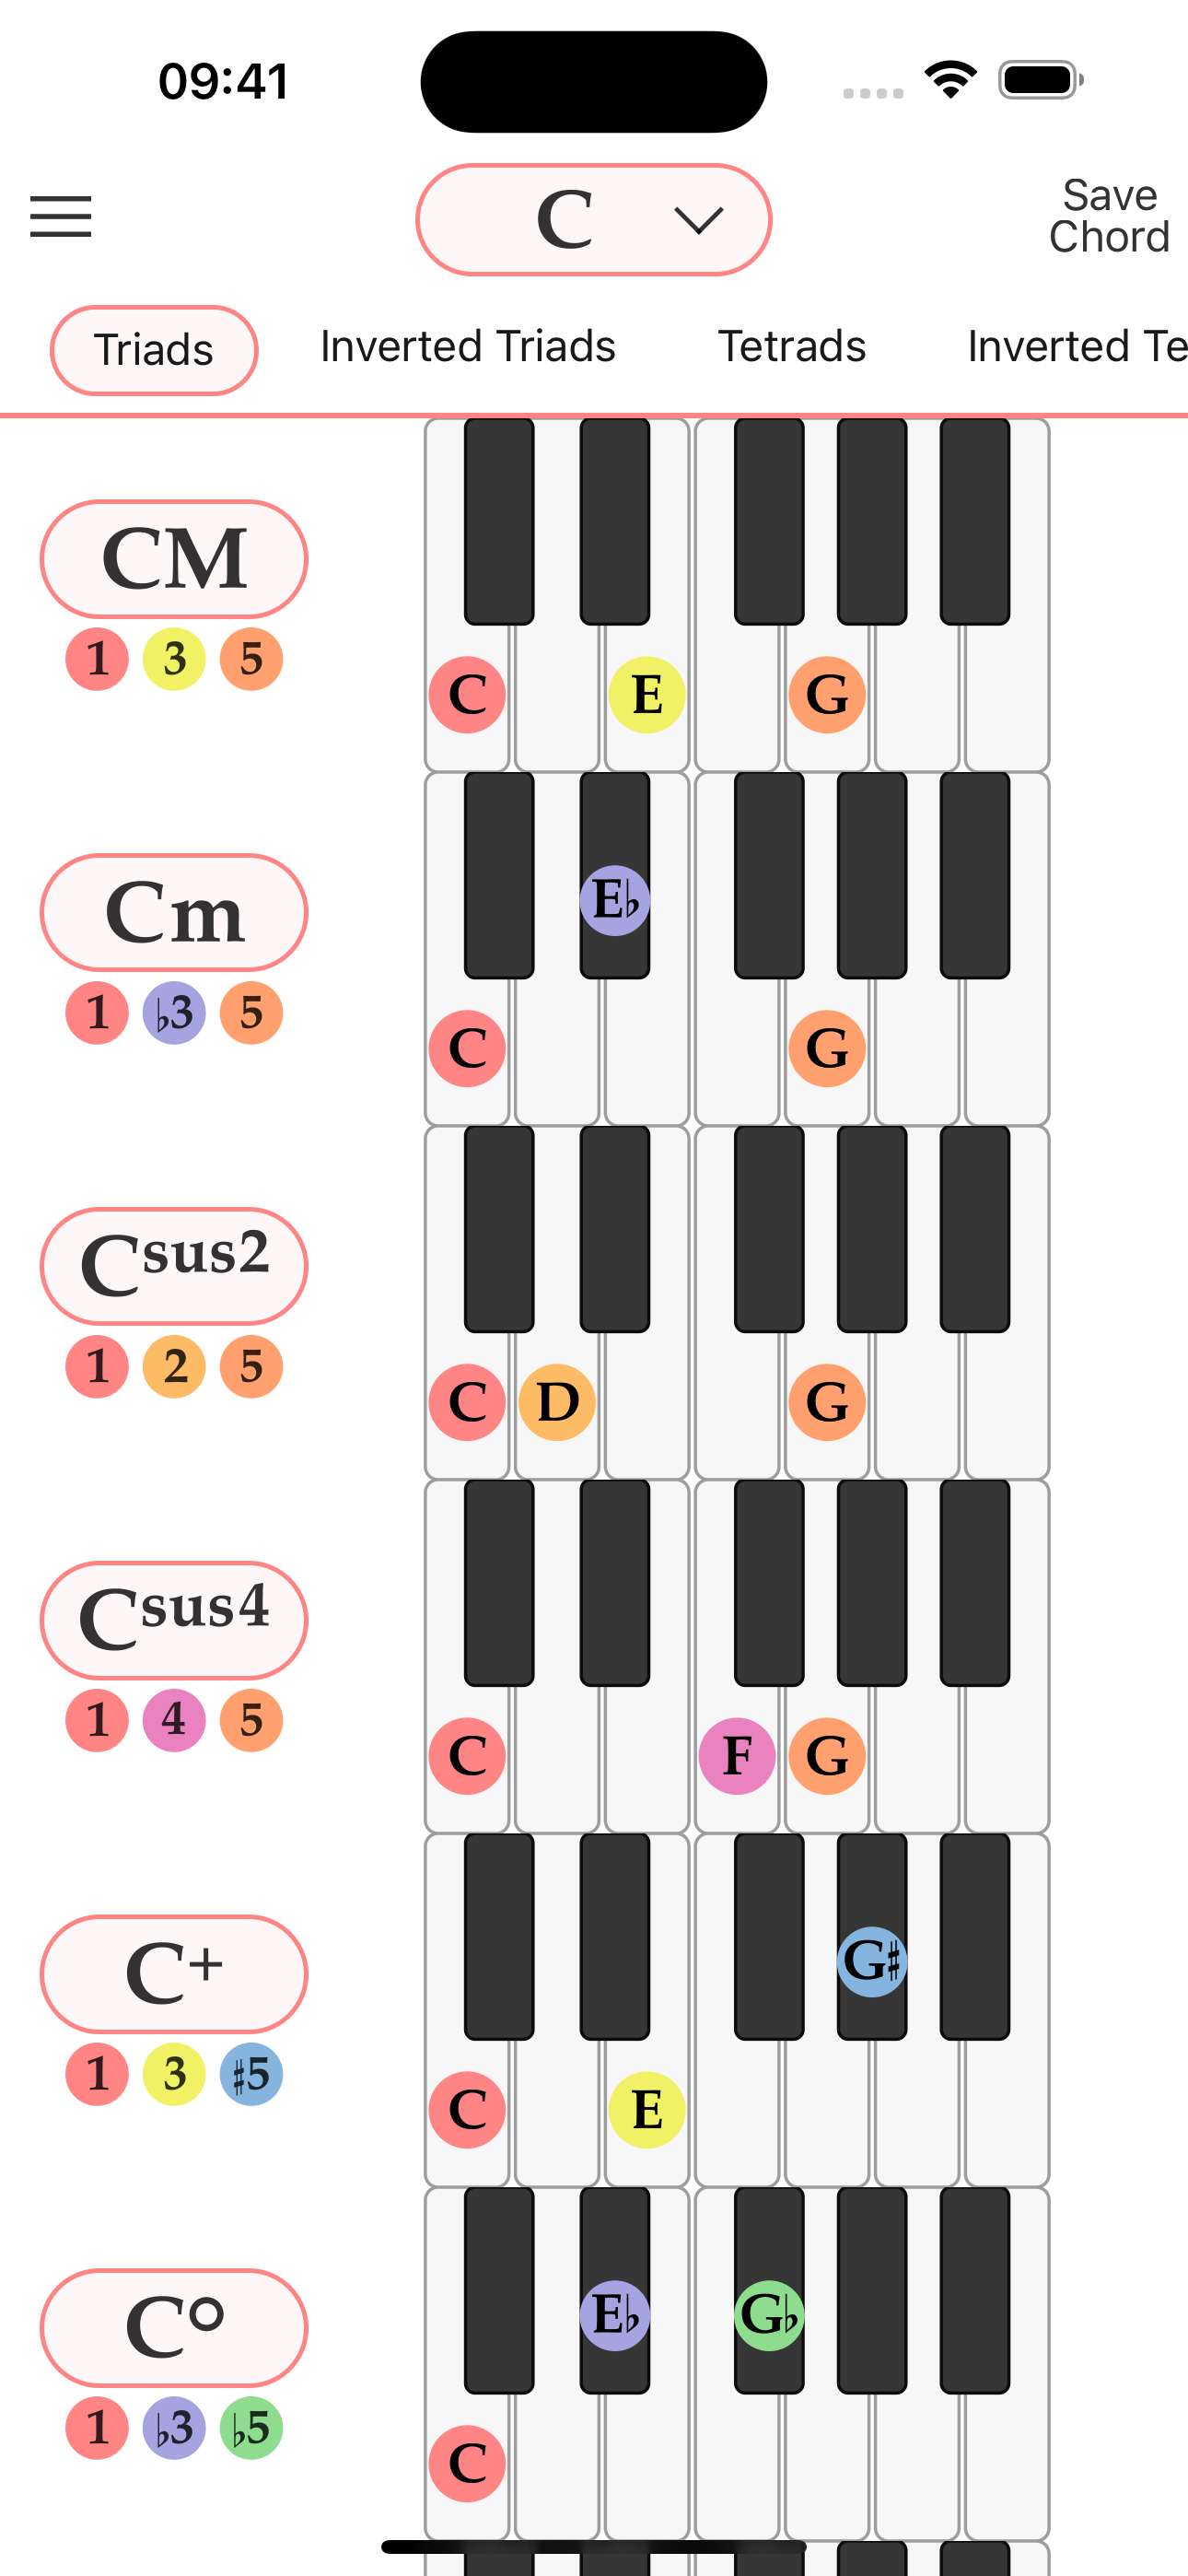 09:41
C
Save
Chord
Triads Inverted Triads Tetrads Inverted Te
CM
1 3 5
C E G
Cm
1 ♭3 5
E♭
C G
Csus2
1 2 5
C D G
Csus4
1 4 5
C F G
C+
1 3 ♯5
G♯
C E
C°
1 ♭3 ♭5
E♭ G♭
C